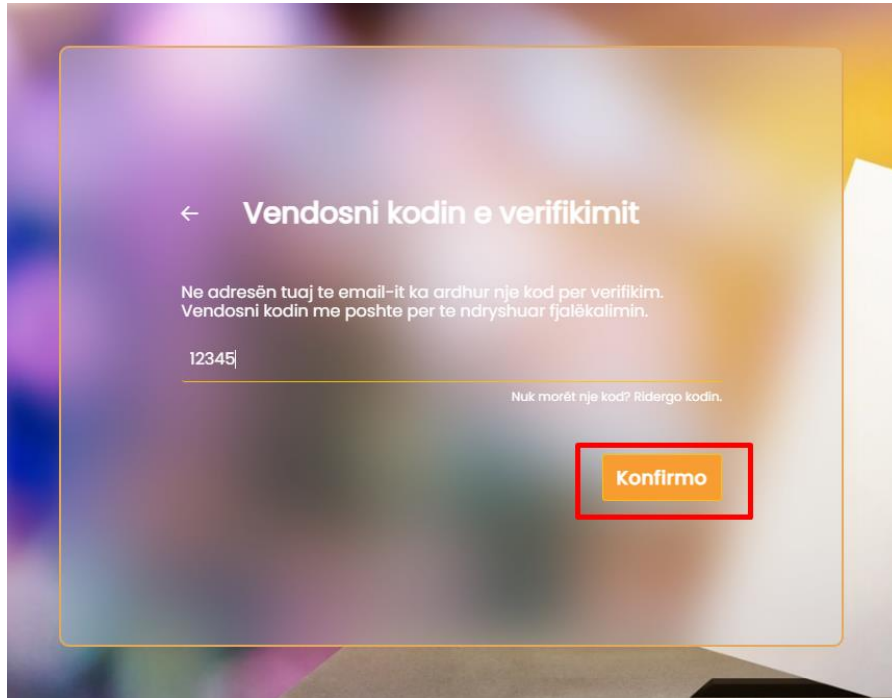 ← Vendosni kodin e verifikimit
Ne adresën tuaj te email-it ka ardhur nje kod per verifikim.
Vendosni kodin me poshte per te ndryshuar fjalëkalimin.
12345
Nuk morët nje kod? Ridergo kodin.
Konfirmo